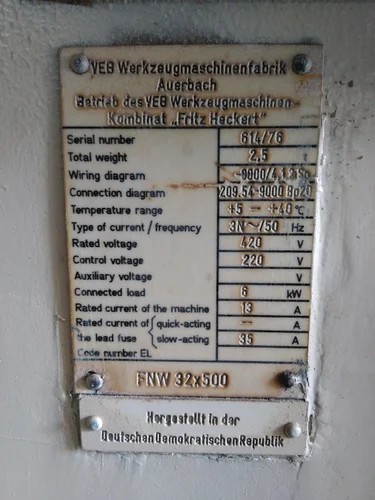 VEB Werkzeugmaschinenfabrik
Auerbach
Betrieb des VEB Werkzeugmaschinen-
Kombinat „Fritz Heckert"
Serial number 614/76
Total weight 2,5
Wiring diagram
Connection diagram 209.54-9000
Temperature range +5 — +40 °C
Type of current / frequency 3N~/50 Hz
Rated voltage 420 V
Control voltage 220 V
Auxiliary voltage V
Connected load 6 kW
Rated current of the machine 13 A
Rated current of quick-acting — A
the lead fuse slow-acting 35 A
Code number EL
FNW 32x500
Hergestellt in der
Deutschen Demokratischen Republik